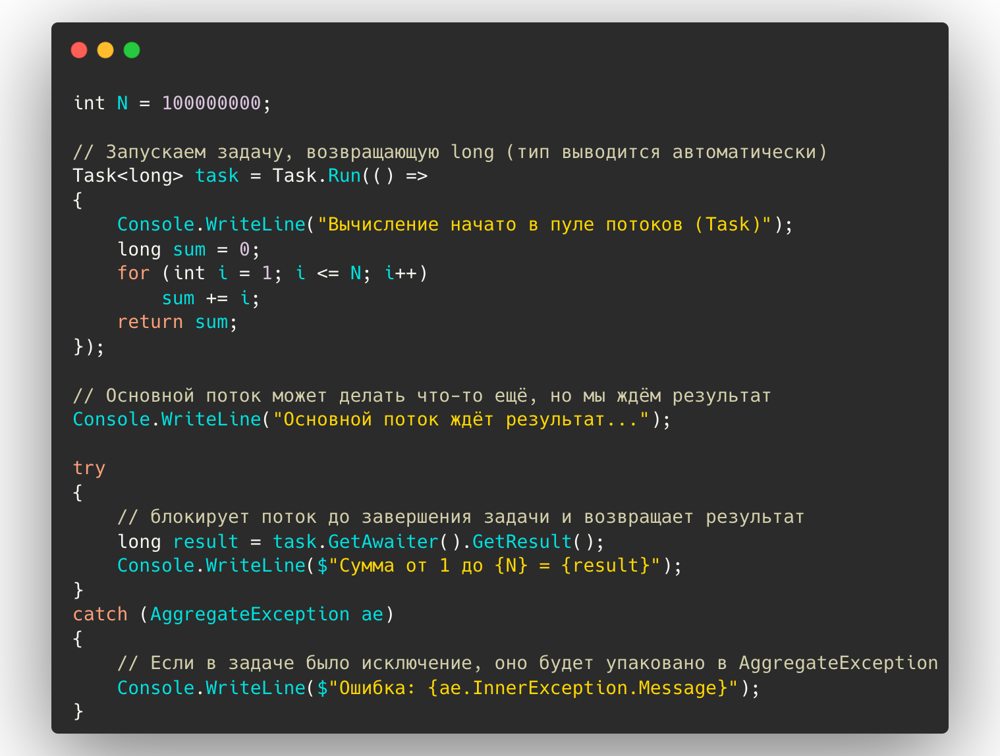 int N = 100000000;
// Запускаем задачу, возвращающую long (тип выводится автоматически)
Task<long> task = Task.Run(() =>
{
    Console.WriteLine("Вычисление начато в пуле потоков (Task)");
    long sum = 0;
    for (int i = 1; i <= N; i++)
        sum += i;
    return sum;
});
// Основной поток может делать что-то ещё, но мы ждём результат
Console.WriteLine("Основной поток ждёт результат...");
try
{
    // блокирует поток до завершения задачи и возвращает результат
    long result = task.GetAwaiter().GetResult();
    Console.WriteLine($"Сумма от 1 до {N} = {result}");
}
catch (AggregateException ae)
{
    // Если в задаче было исключение, оно будет упаковано в AggregateException
    Console.WriteLine($"Ошибка: {ae.InnerException.Message}");
}